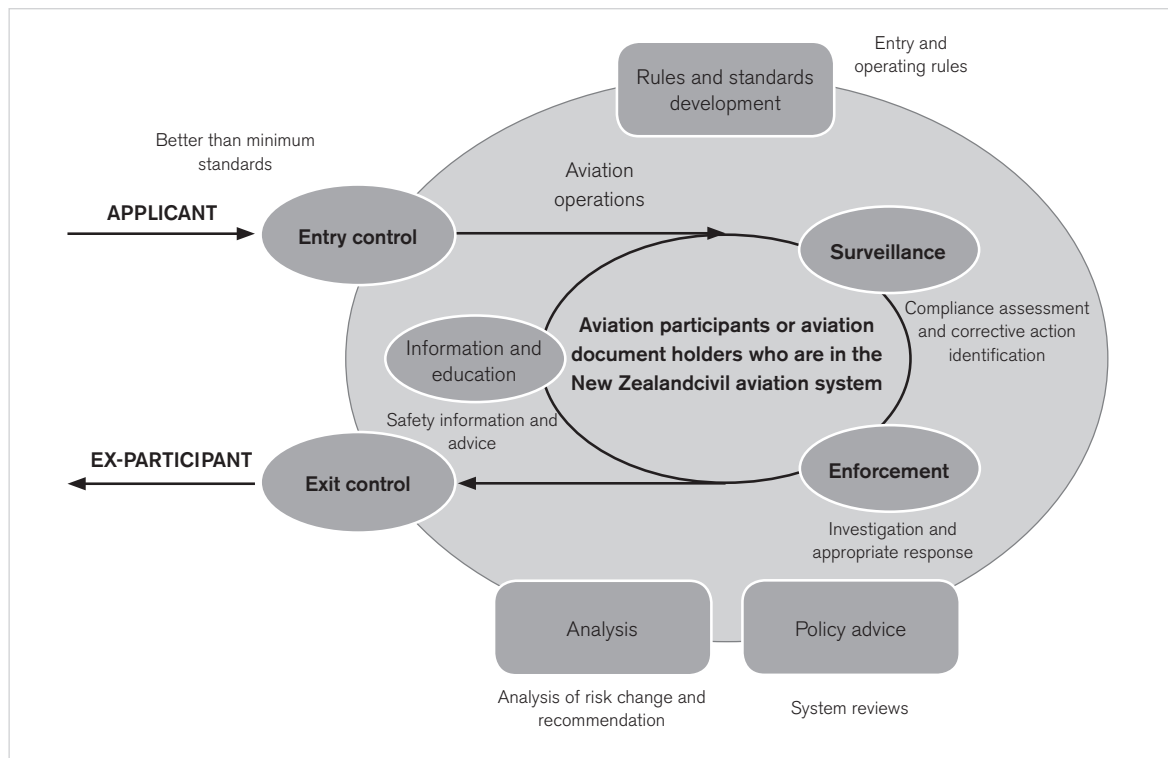 Entry and
operating rules
Rules and standards
development
Better than minimum
standards
APPLICANT
Entry control
Aviation
operations
Surveillance
Compliance assessment
and corrective action
identification
Aviation participants or aviation
document holders who are in the
New Zealandcivil aviation system
Information and
education
Safety information and
advice
EX-PARTICIPANT
Exit control
Enforcement
Investigation and
appropriate response
Analysis
Analysis of risk change and
recommendation
Policy advice
System reviews